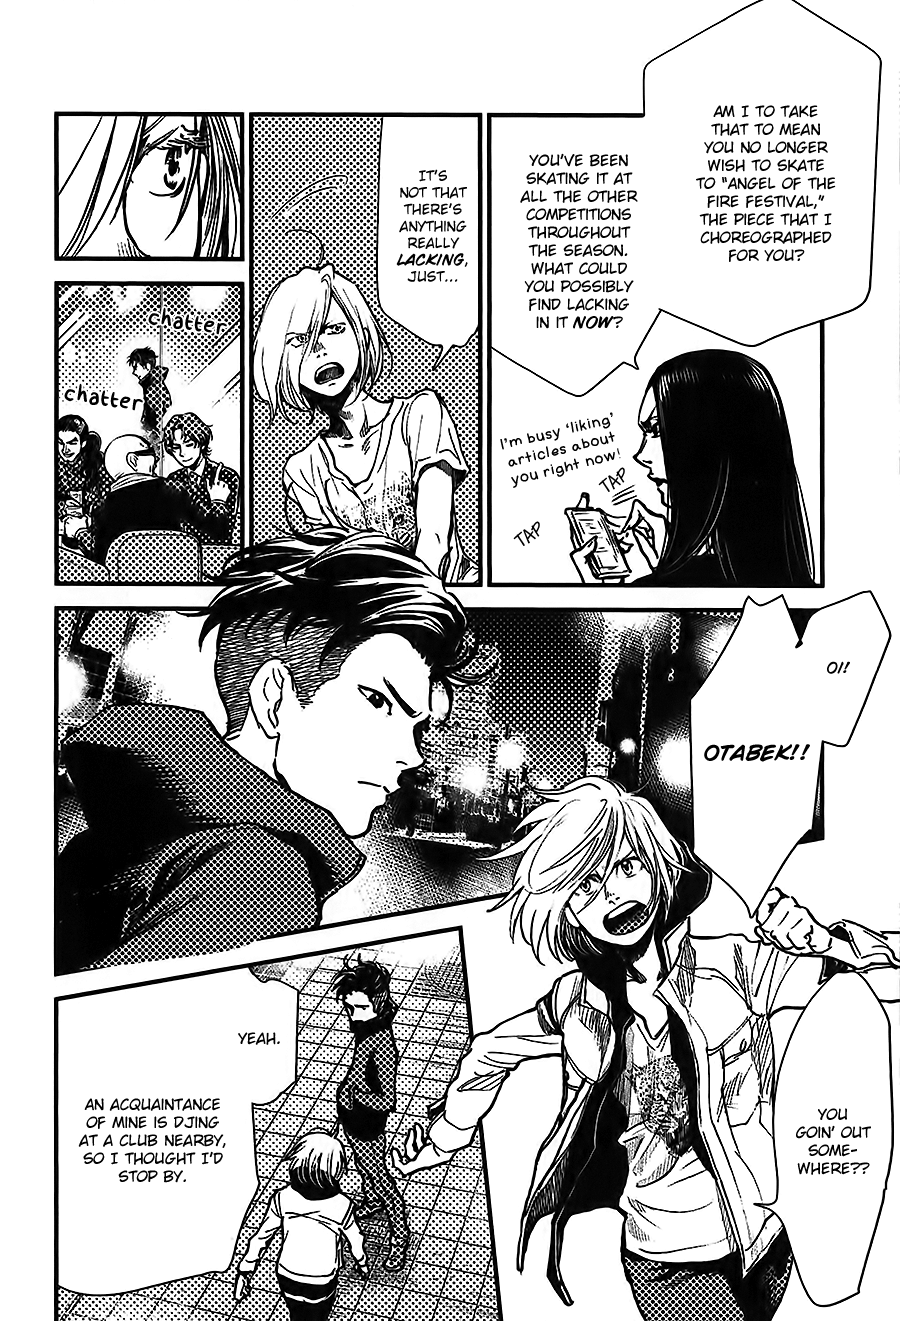 AM I TO TAKE
THAT TO MEAN
YOU NO LONGER
WISH TO SKATE
TO "ANGEL OF THE
FIRE FESTIVAL,"
THE PIECE THAT I
CHOREOGRAPHED
FOR YOU?
YOU'VE BEEN
SKATING IT AT
ALL THE OTHER
COMPETITIONS
THROUGHOUT
THE SEASON.
WHAT COULD
YOU POSSIBLY
FIND LACKING
IN IT NOW?
I'm busy 'liking'
articles about
you right now!
TAP
TAP
IT'S
NOT THAT
THERE'S
ANYTHING
REALLY
LACKING,
JUST...
chatter
chatter
OI!
OTABEK!!
YOU
GOIN' OUT
SOME-
WHERE??
YEAH.
AN ACQUAINTANCE
OF MINE IS DJING
AT A CLUB NEARBY,
SO I THOUGHT I'D
STOP BY.